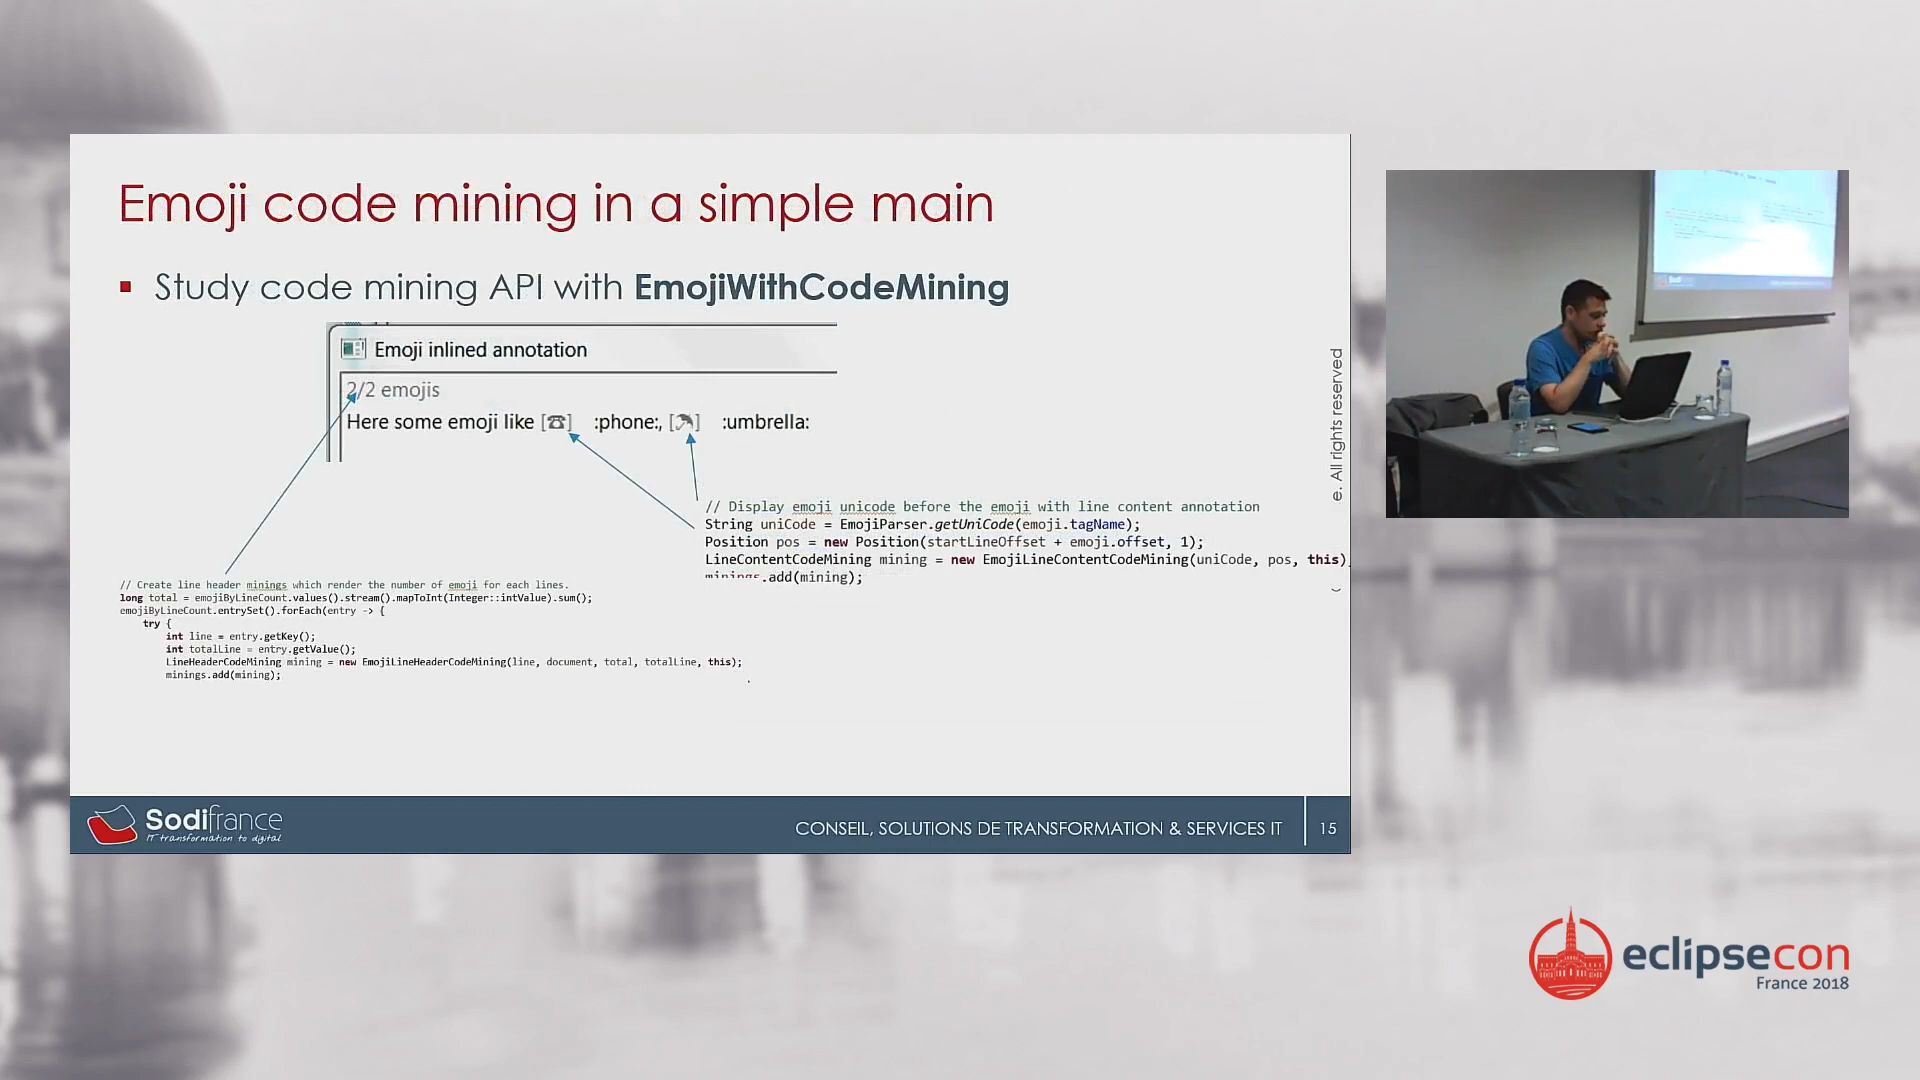 Emoji code mining in a simple main
Study code mining API with EmojiWithCodeMining
Emoji inlined annotation
2/2 emojis
Here some emoji like [☎] :phone:, [☂] :umbrella:
// Display emoji unicode before the emoji with line content annotation
String uniCode = EmojiParser.getUniCode(emoji.tagName);
Position pos = new Position(startLineOffset + emoji.offset, 1);
LineContentCodeMining mining = new EmojiLineContentCodeMining(uniCode, pos, this)
minings.add(mining);
// Create line header minings which render the number of emoji for each lines.
long total = emojiByLineCount.values().stream().mapToInt(Integer::intValue).sum();
emojiByLineCount.entrySet().forEach(entry -> {
try {
int line = entry.getKey();
int totalLine = entry.getValue();
LineHeaderCodeMining mining = new EmojiLineHeaderCodeMining(line, document, total, totalLine, this);
minings.add(mining);
e. All rights reserved
Sodifrance
IT transformation to digital
CONSEIL, SOLUTIONS DE TRANSFORMATION & SERVICES IT
15
eclipsecon
France 2018